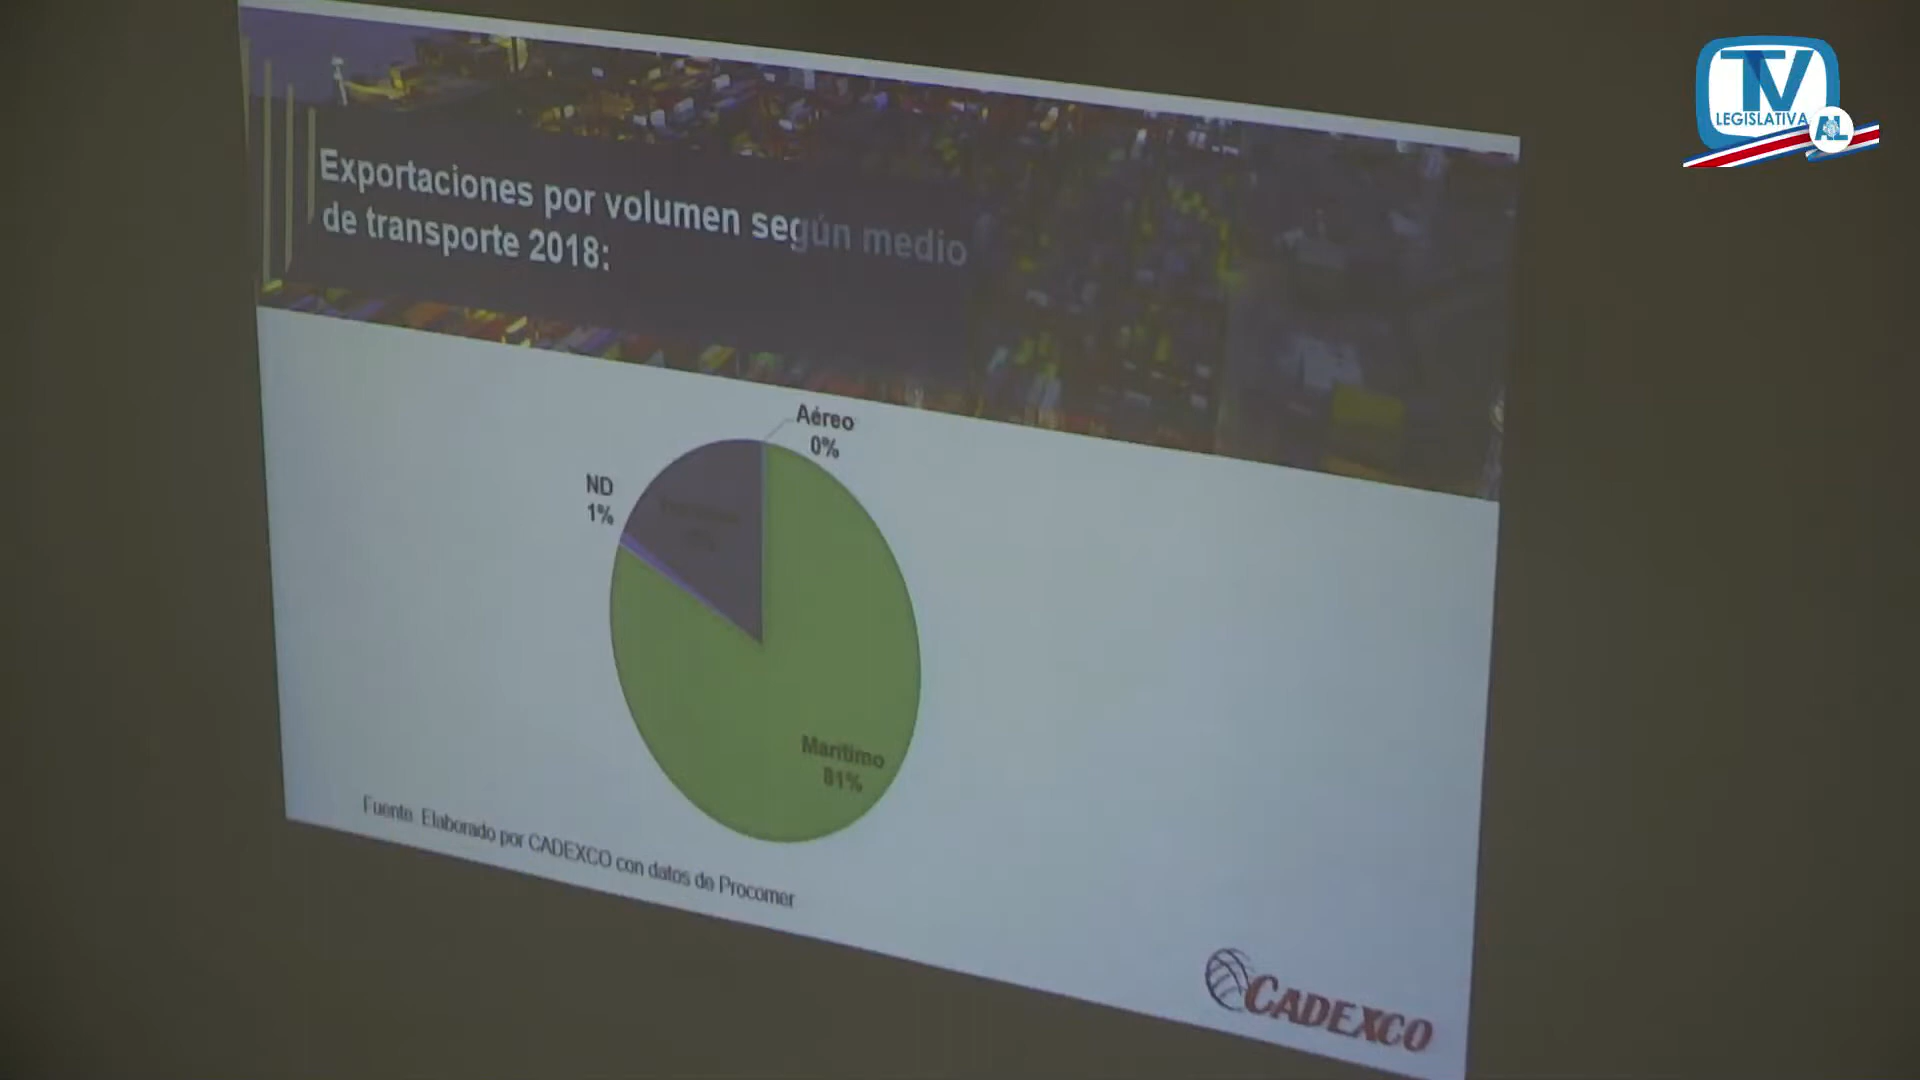 TV
LEGISLATIVA
AL
Exportaciones por volumen según medio
de transporte 2018:
Aéreo
0%
ND
1%
Marítimo
81%
Fuente: Elaborado por CADEXCO con datos de Procomer
CADEXCO